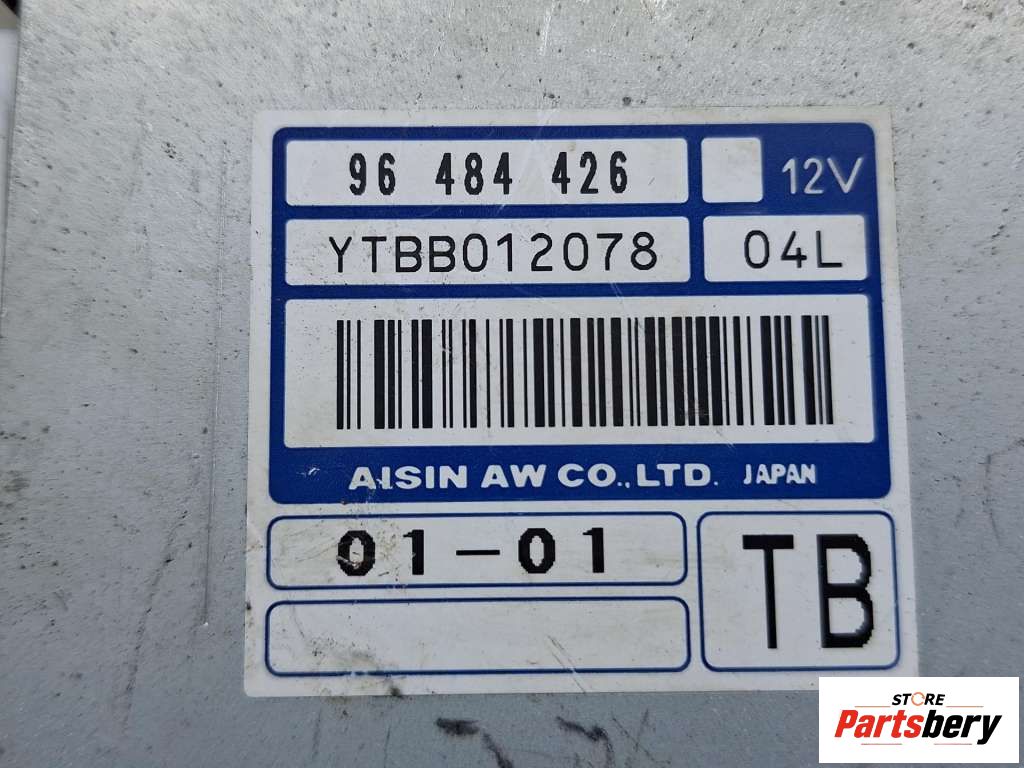 96 484 426
12V
YTBB012078
04L
AISIN AW CO., LTD. JAPAN
01-01
TB
STORE
Partsbery